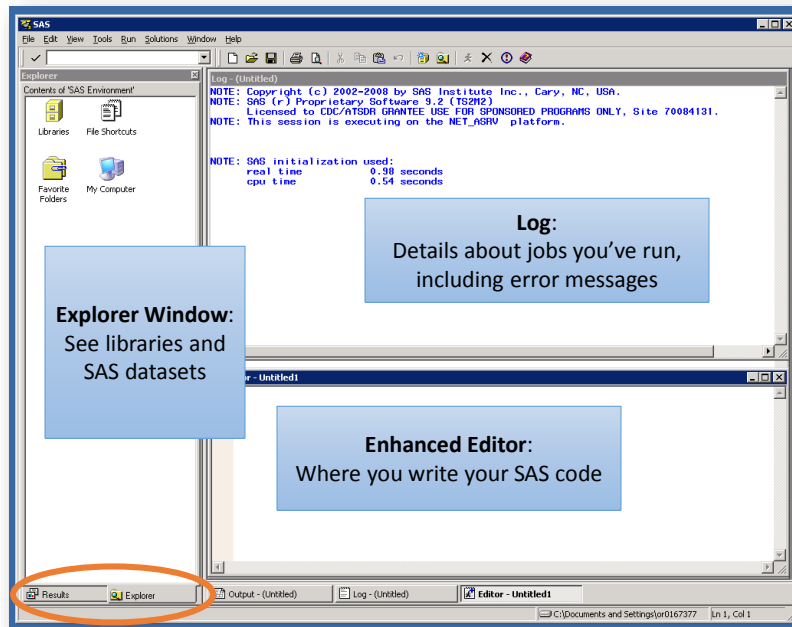 SAS
File Edit View Tools Run Solutions Window Help
Explorer
Contents of 'SAS Environment'
Libraries
File Shortcuts
Favorite
Folders
My Computer
Log - (Untitled)
NOTE: Copyright (c) 2002-2008 by SAS Institute Inc., Cary, NC, USA.
NOTE: SAS (r) Proprietary Software 9.2 (TS2M2)
Licensed to CDC/ATSDR GRANTEE USE FOR SPONSORED PROGRAMS ONLY, Site 70084131.
NOTE: This session is executing on the NET_ASRV platform.
NOTE: SAS initialization used:
real time 0.98 seconds
cpu time 0.54 seconds
Log:
Details about jobs you've run,
including error messages
Explorer Window:
See libraries and
SAS datasets
- Untitled1
Enhanced Editor:
Where you write your SAS code
Results
Explorer
Output - (Untitled)
Log - (Untitled)
Editor - Untitled1
C:\Documents and Settings\or0167377
Ln 1, Col 1